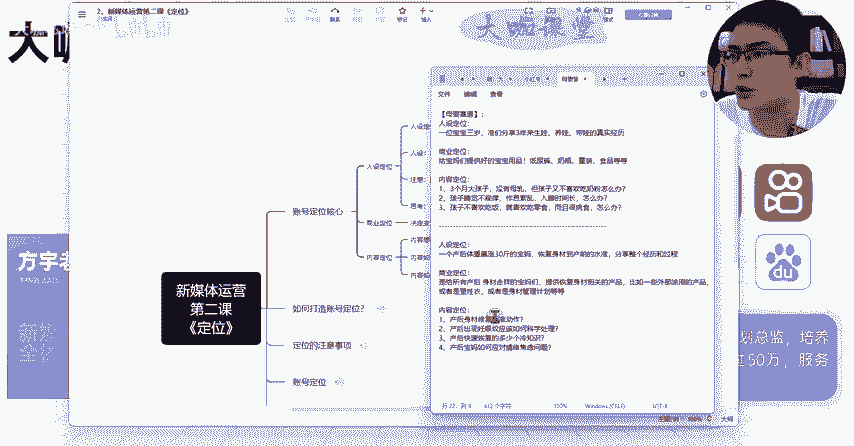 大咖
2、新媒体运营第二课《定位》
大咖课堂
文件 编辑 查看
【母婴赛道】:
人设定位:
一位宝宝三岁,准们分享3年来生娃、养娃、带娃的真实经历
商业定位:
给宝妈们提供好的宝宝用品!纸尿裤、奶瓶、童装、食品等等
内容定位:
1、3个月大孩子,没有母乳,但孩子又不喜欢吃奶粉怎么办?
2、孩子睡觉不规律,作息紊乱,入睡时间长,怎么办?
3、孩子不喜欢吃饭,就喜欢吃零食,而且很挑食,怎么办?
人设定位:
一个产后体重暴涨30斤的宝妈,恢复身材到产前的水准,分享整个经历和过程
商业定位:
是给所有产后 身材走样的宝妈们,提供恢复身材相关的产品,比如一些外部涂用的产品,
或者是塑性衣,或者是身材管理计划等等
内容定位:
1、产后身材修复
2、产后出现妊娠纹应该如何科学处理?
3、产后快速恢复的多少个冷知识?
4、产后宝妈如何应对情绪焦虑问题?
新媒体运营
第二课
《定位》
账号定位核心
如何打造账号定位?
定位的注意事项
账号定位
人设定位
商业定位
内容定位
方宇老
du
划总监,培养
过50万,服务
100%
Windows (CRLF)
UTF-8